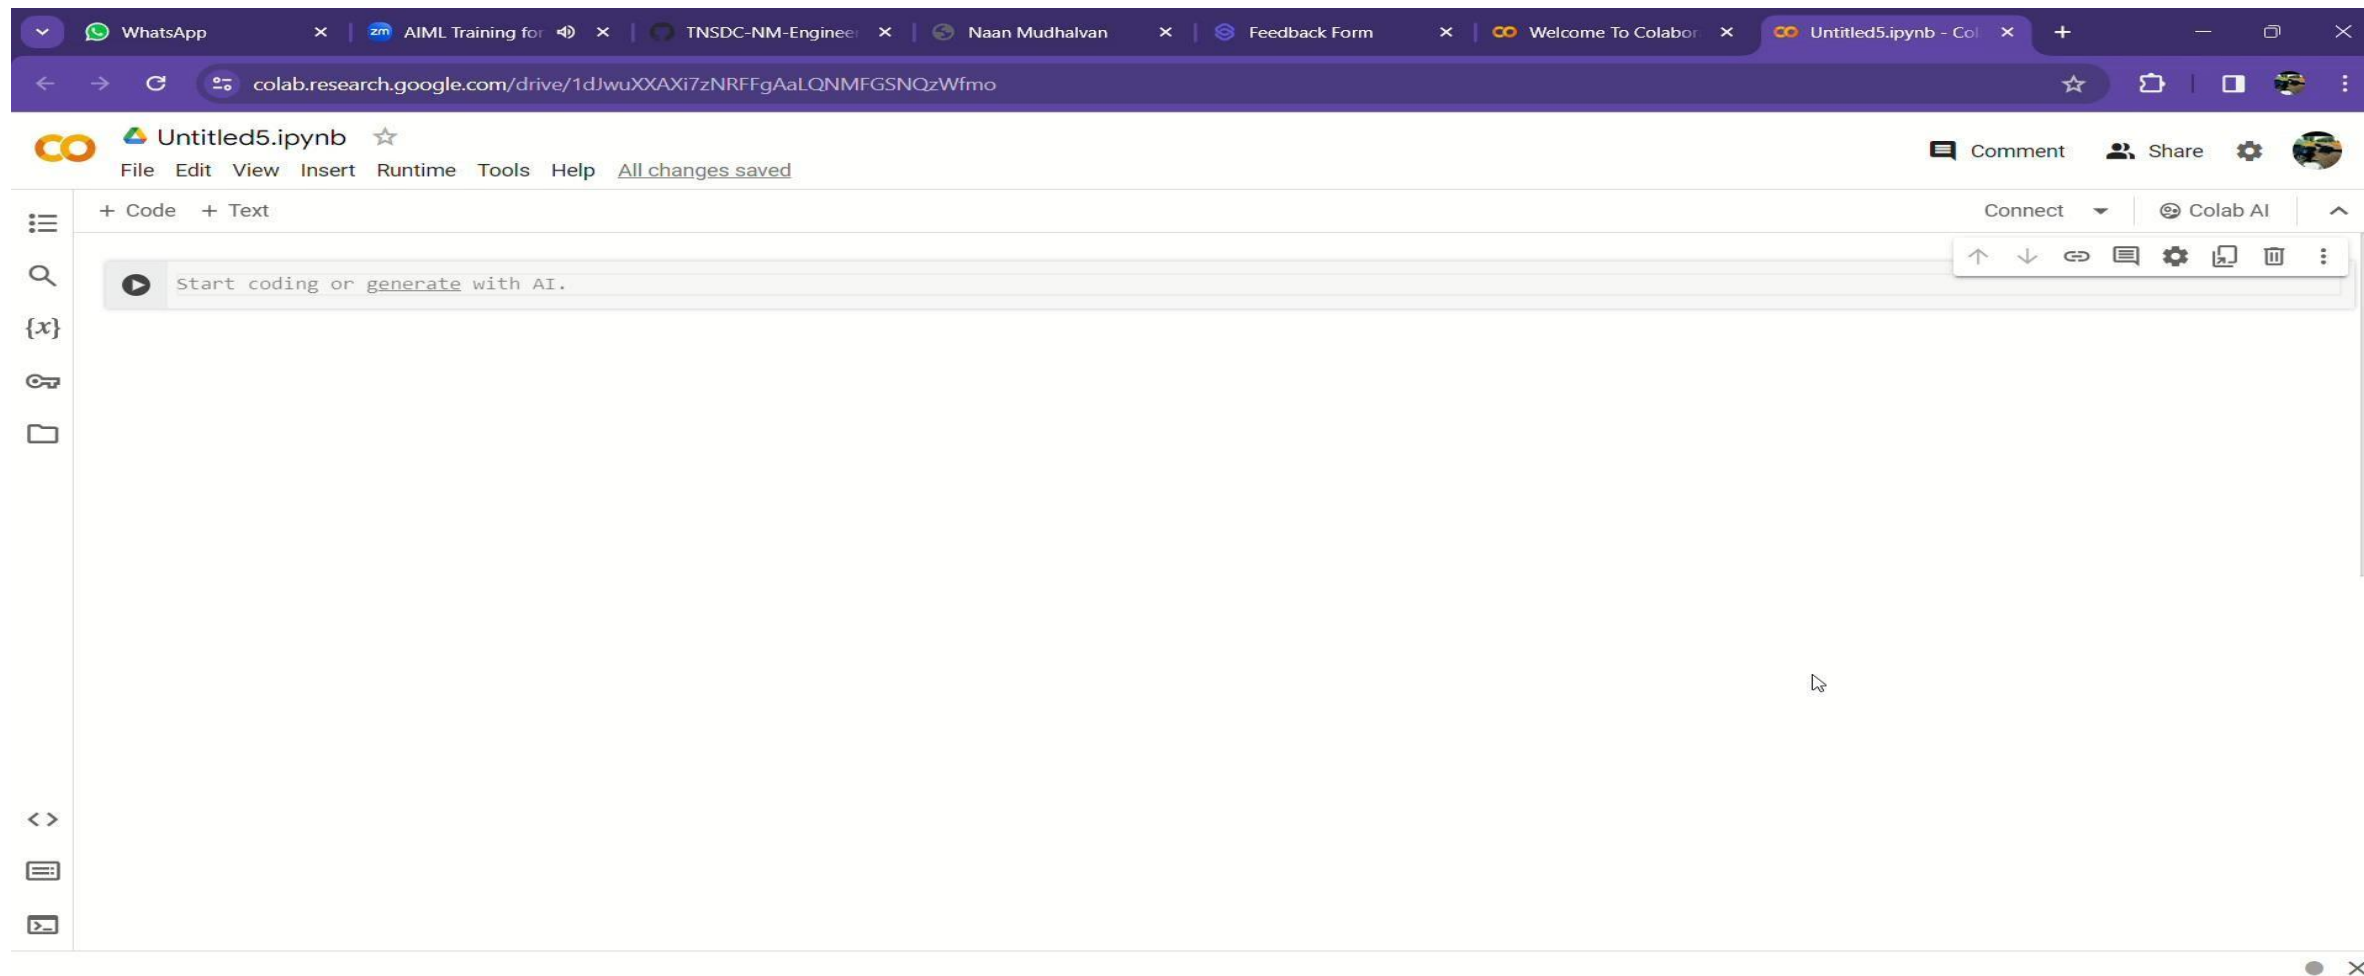 WhatsApp
zm AIML Training for
TNSDC-NM-Enginee
Naan Mudhalvan
Feedback Form
Welcome To Colabor
Untitled5.ipynb - Col
colab.research.google.com/drive/1dJwuXXAXi7zNRFFgAaLQNMFGSNQzWfmo
Untitled5.ipynb
Comment Share
File Edit View Insert Runtime Tools Help All changes saved
+ Code + Text
Connect Colab AI
Start coding or generate with AI.
{x}